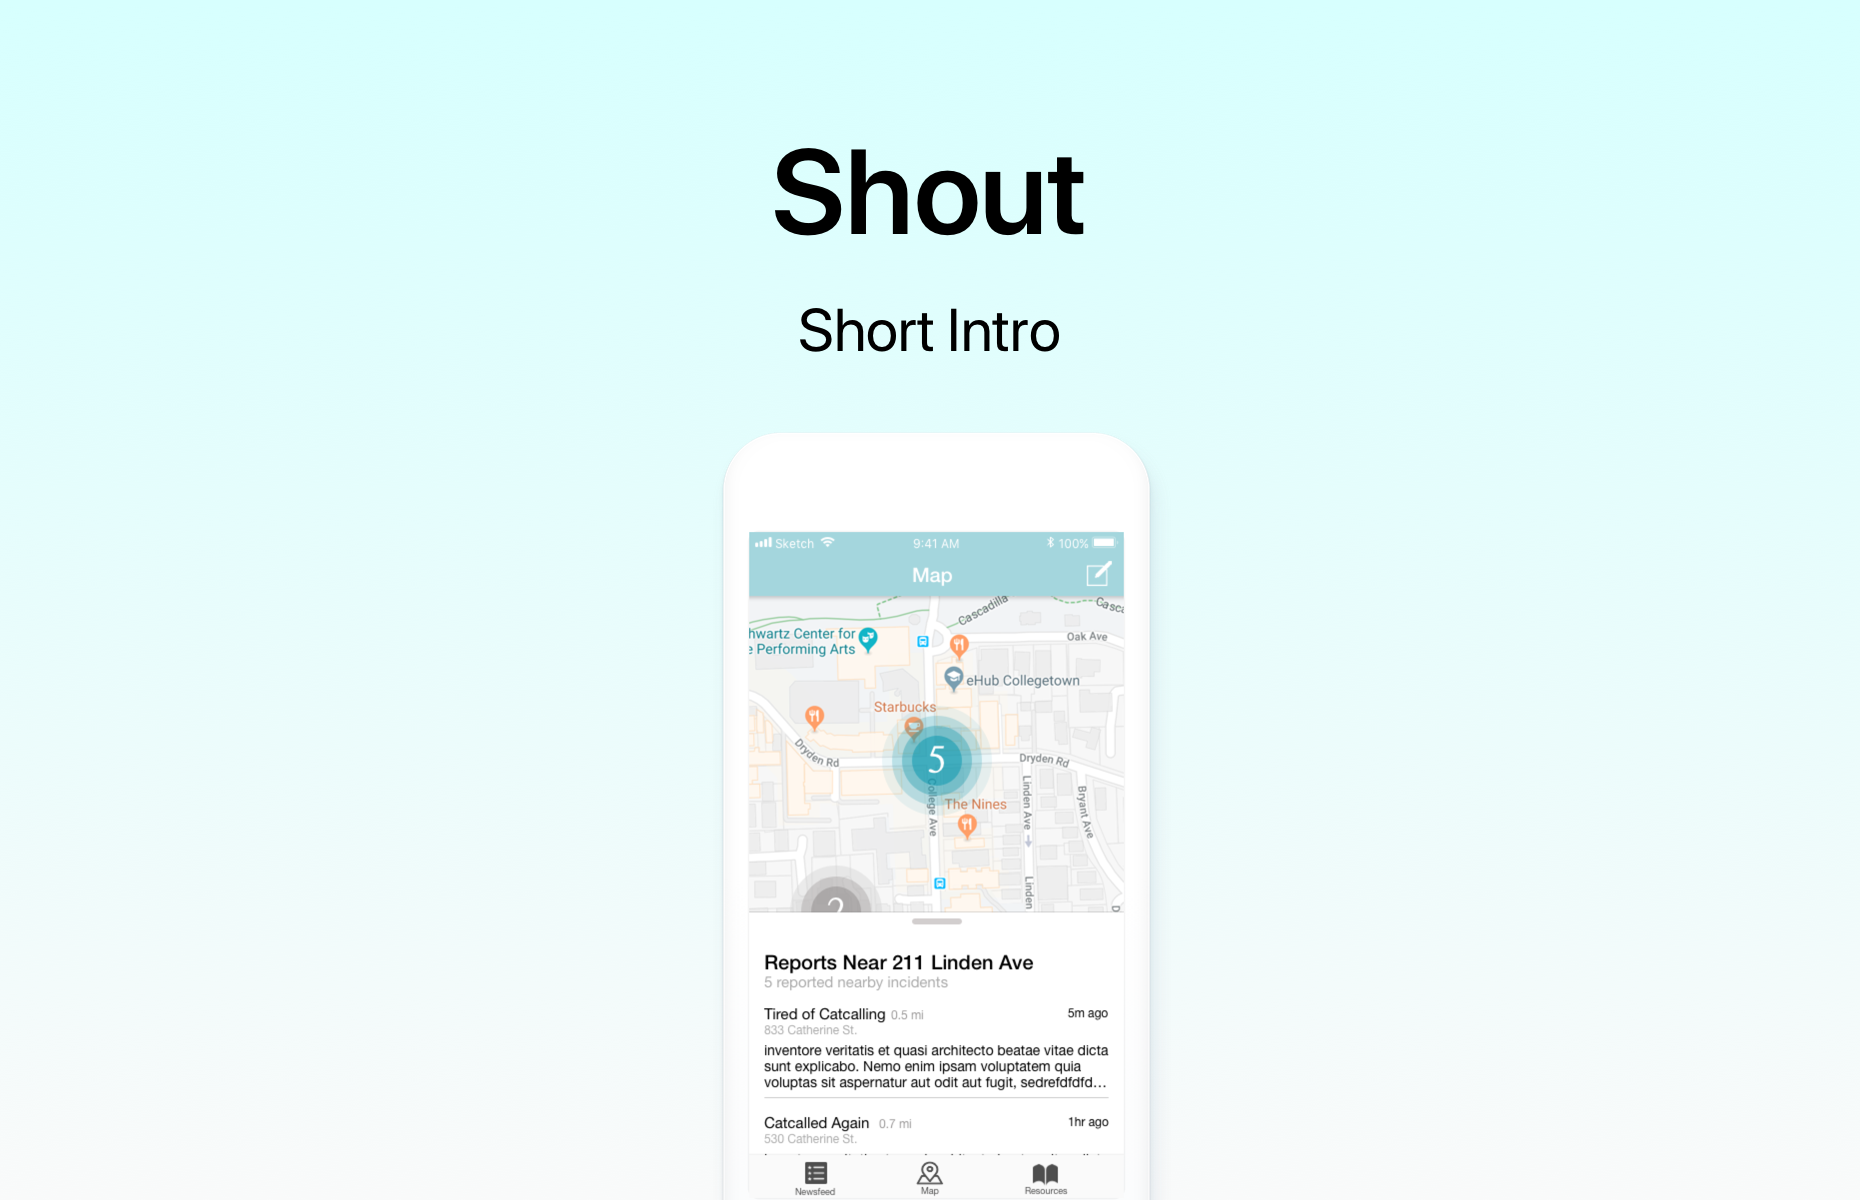 Shout
Short Intro
Sketch 9:41 AM 100%
Map
Cascadilla
Casca
hwartz Center for
e Performing Arts
Oak Ave
eHub Collegetown
Starbucks
Dryden Rd
5
Dryden Rd
College Ave
The Nines
Linden Ave
Bryant Ave
Linden
2
D
Reports Near 211 Linden Ave
5 reported nearby incidents
Tired of Catcalling 0.5 mi 5m ago
833 Catherine St.
inventore veritatis et quasi architecto beatae vitae dicta
sunt explicabo. Nemo enim ipsam voluptatem quia
voluptas sit aspernatur aut odit aut fugit, sedrefdfdfd...
Catcalled Again 0.7 mi 1hr ago
530 Catherine St.
Newsfeed Map Resources